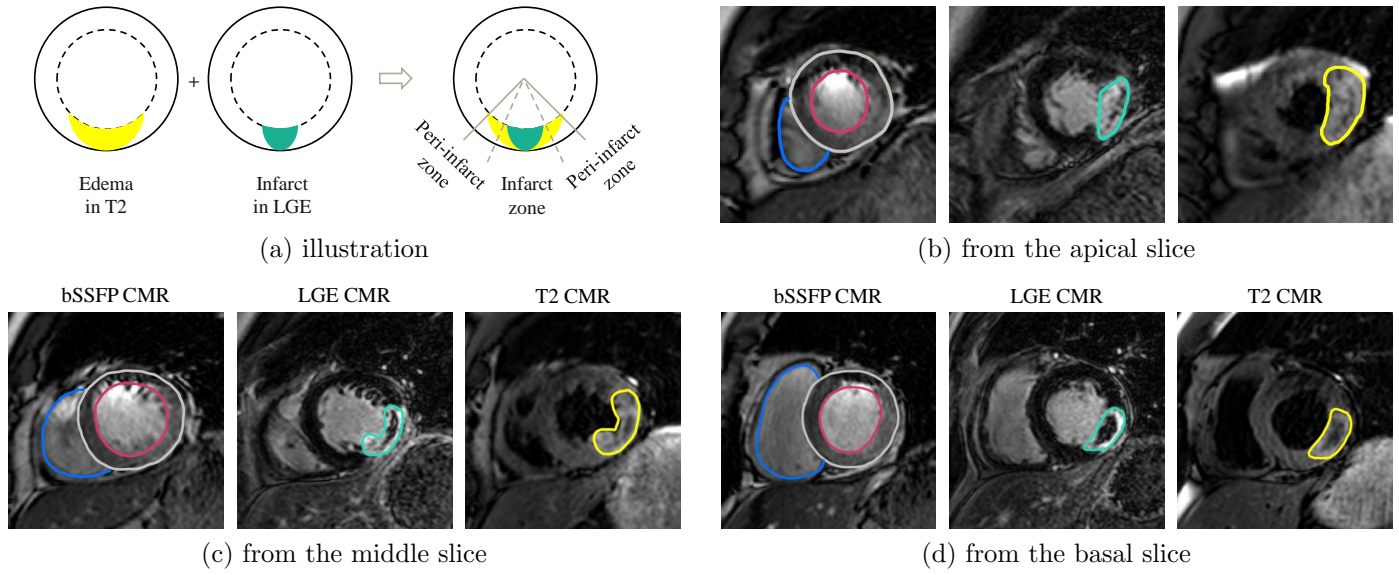 +
Edema
in T2
Infarct
in LGE
Peri-infarct
zone
Infarct
zone
Peri-infarct
zone
(a) illustration
(b) from the apical slice
bSSFP CMR
LGE CMR
T2 CMR
(c) from the middle slice
bSSFP CMR
LGE CMR
T2 CMR
(d) from the basal slice